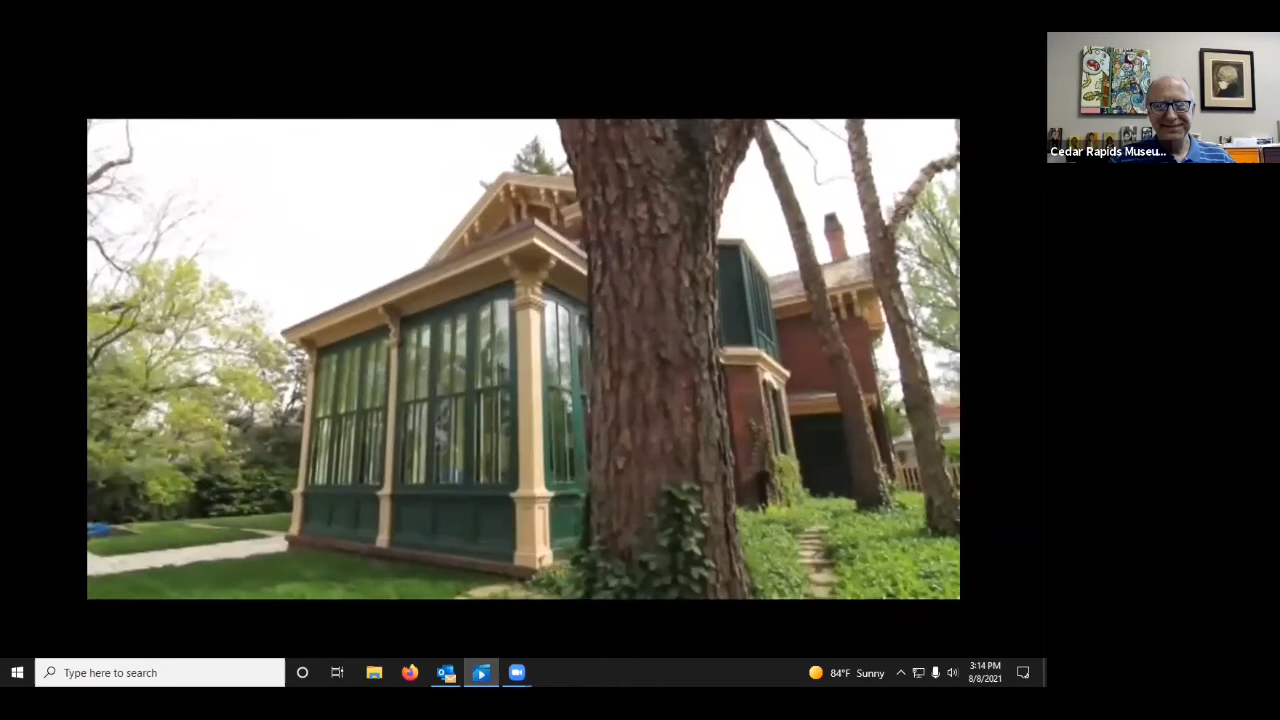 Cedar Rapids Museu...
Type here to search
84°F Sunny
3:14 PM
8/8/2021